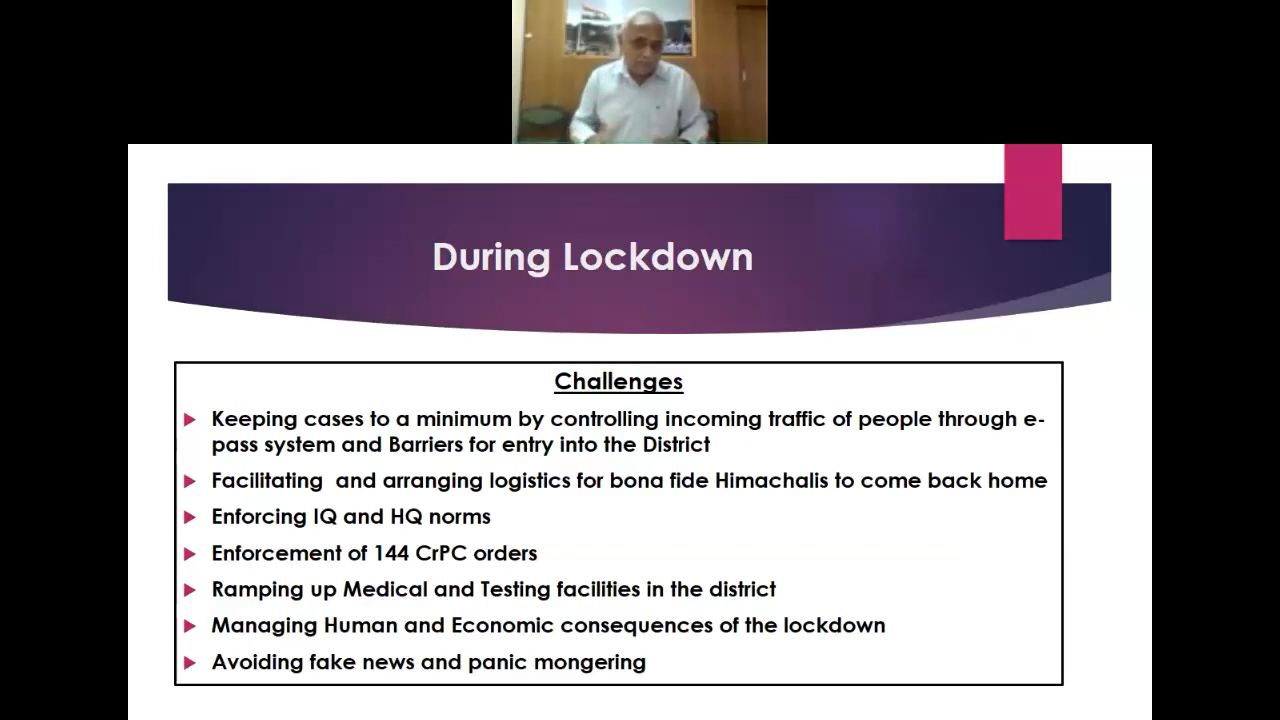 During Lockdown
Challenges
Keeping cases to a minimum by controlling incoming traffic of people through e-
pass system and Barriers for entry into the District
Facilitating  and arranging logistics for bona fide Himachalis to come back home
Enforcing IQ and HQ norms
Enforcement of 144 CrPC orders
Ramping up Medical and Testing facilities in the district
Managing Human and Economic consequences of the lockdown
Avoiding fake news and panic mongering